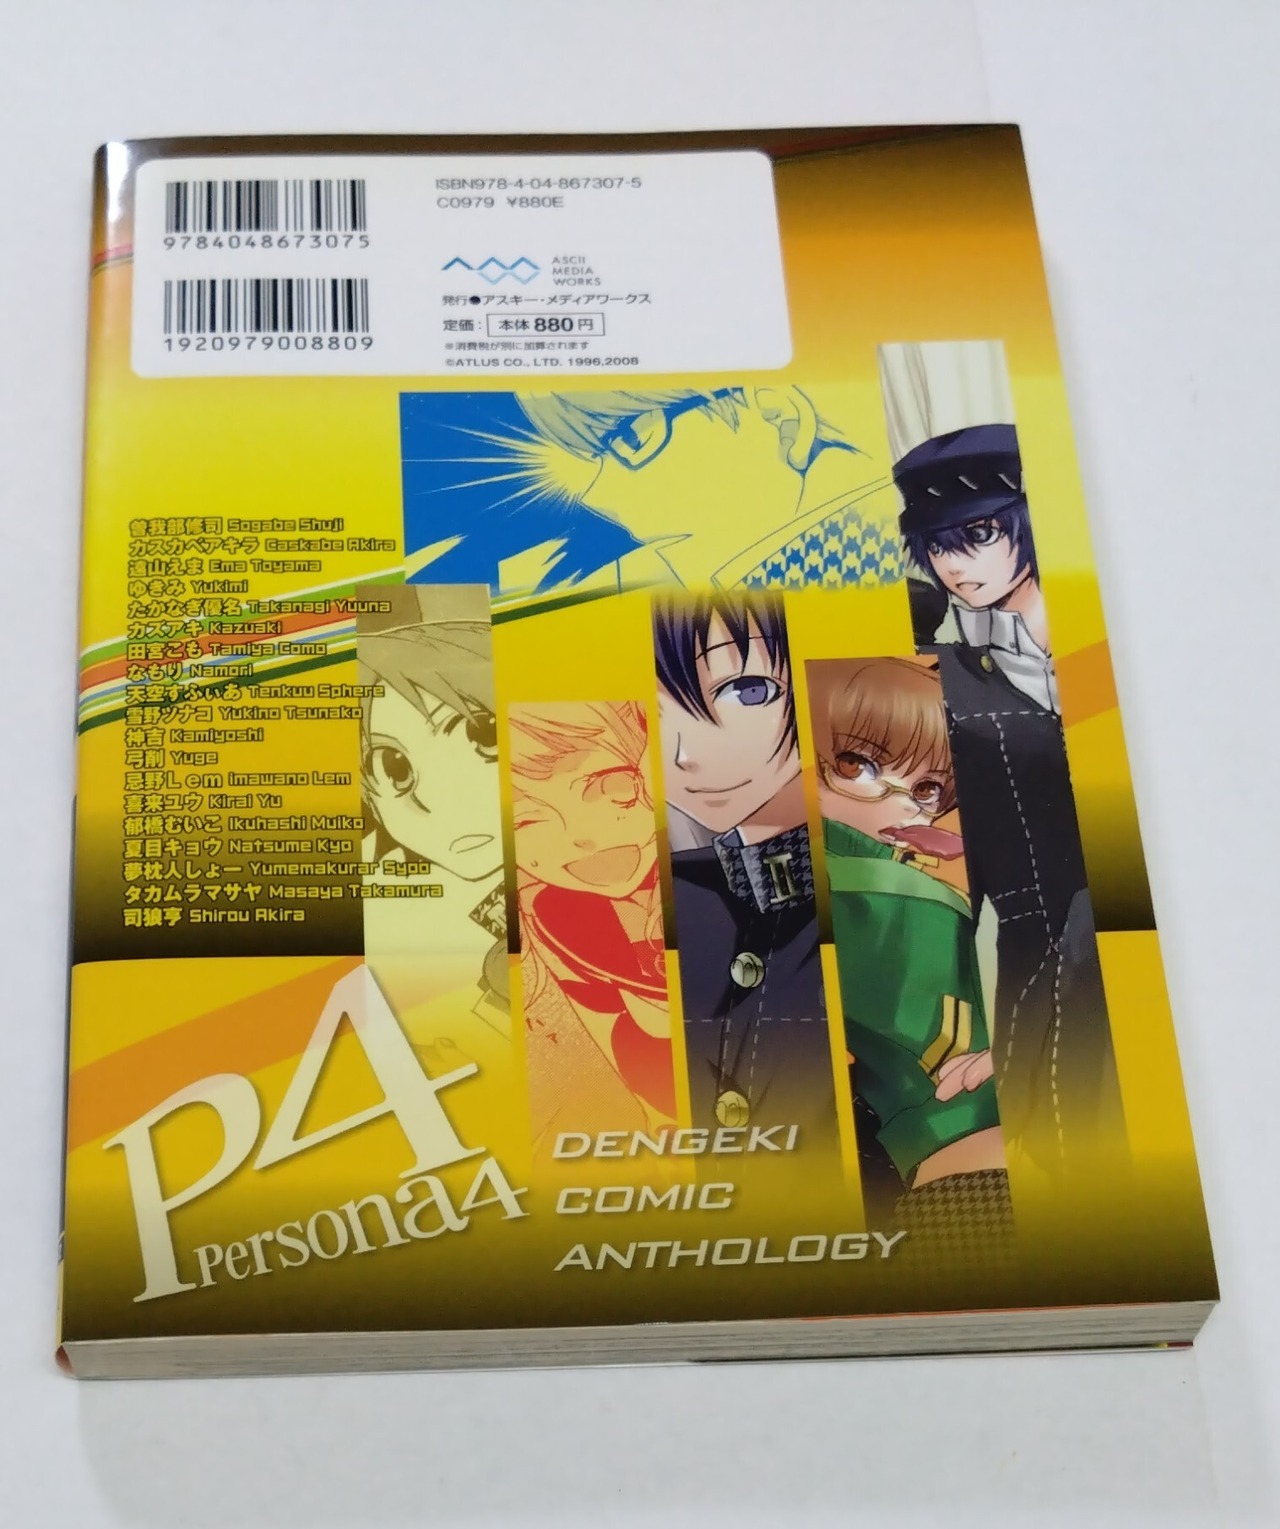 9784048673075
1920979008809
ISBN978-4-04-867307-5
C0979 ¥880E
ASCII
MEDIA
WORKS
発行●アスキー・メディアワークス
定価: 本体880円
※消費税が別に加算されます
©ATLUS CO., LTD. 1996,2008
曽我部修司 Sogabe Shuji
カスカベアキラ Caskabe Akira
遠山えま Ema Toyama
ゆきみ Yukimi
たかなぎ優名 Takanagi Yuuna
カズアキ Kazuaki
田宮こも Tamiya Como
なもり Namori
天空すふぃあ Tenkuu Sphere
雪野ツナコ Yukino Tsunako
神吉 Kamiyoshi
弓削 Yuge
忌野Lem imawano Lem
喜来ユウ Kirai Yu
郁橋むいこ Ikuhashi Muiko
夏目キョウ Natsume Kyo
夢枕人しょー Yumemakurar Syoo
タカムラマサヤ Masaya Takamura
司狼亨 Shirou Akira
II
P4
Persona4
DENGEKI
COMIC
ANTHOLOGY